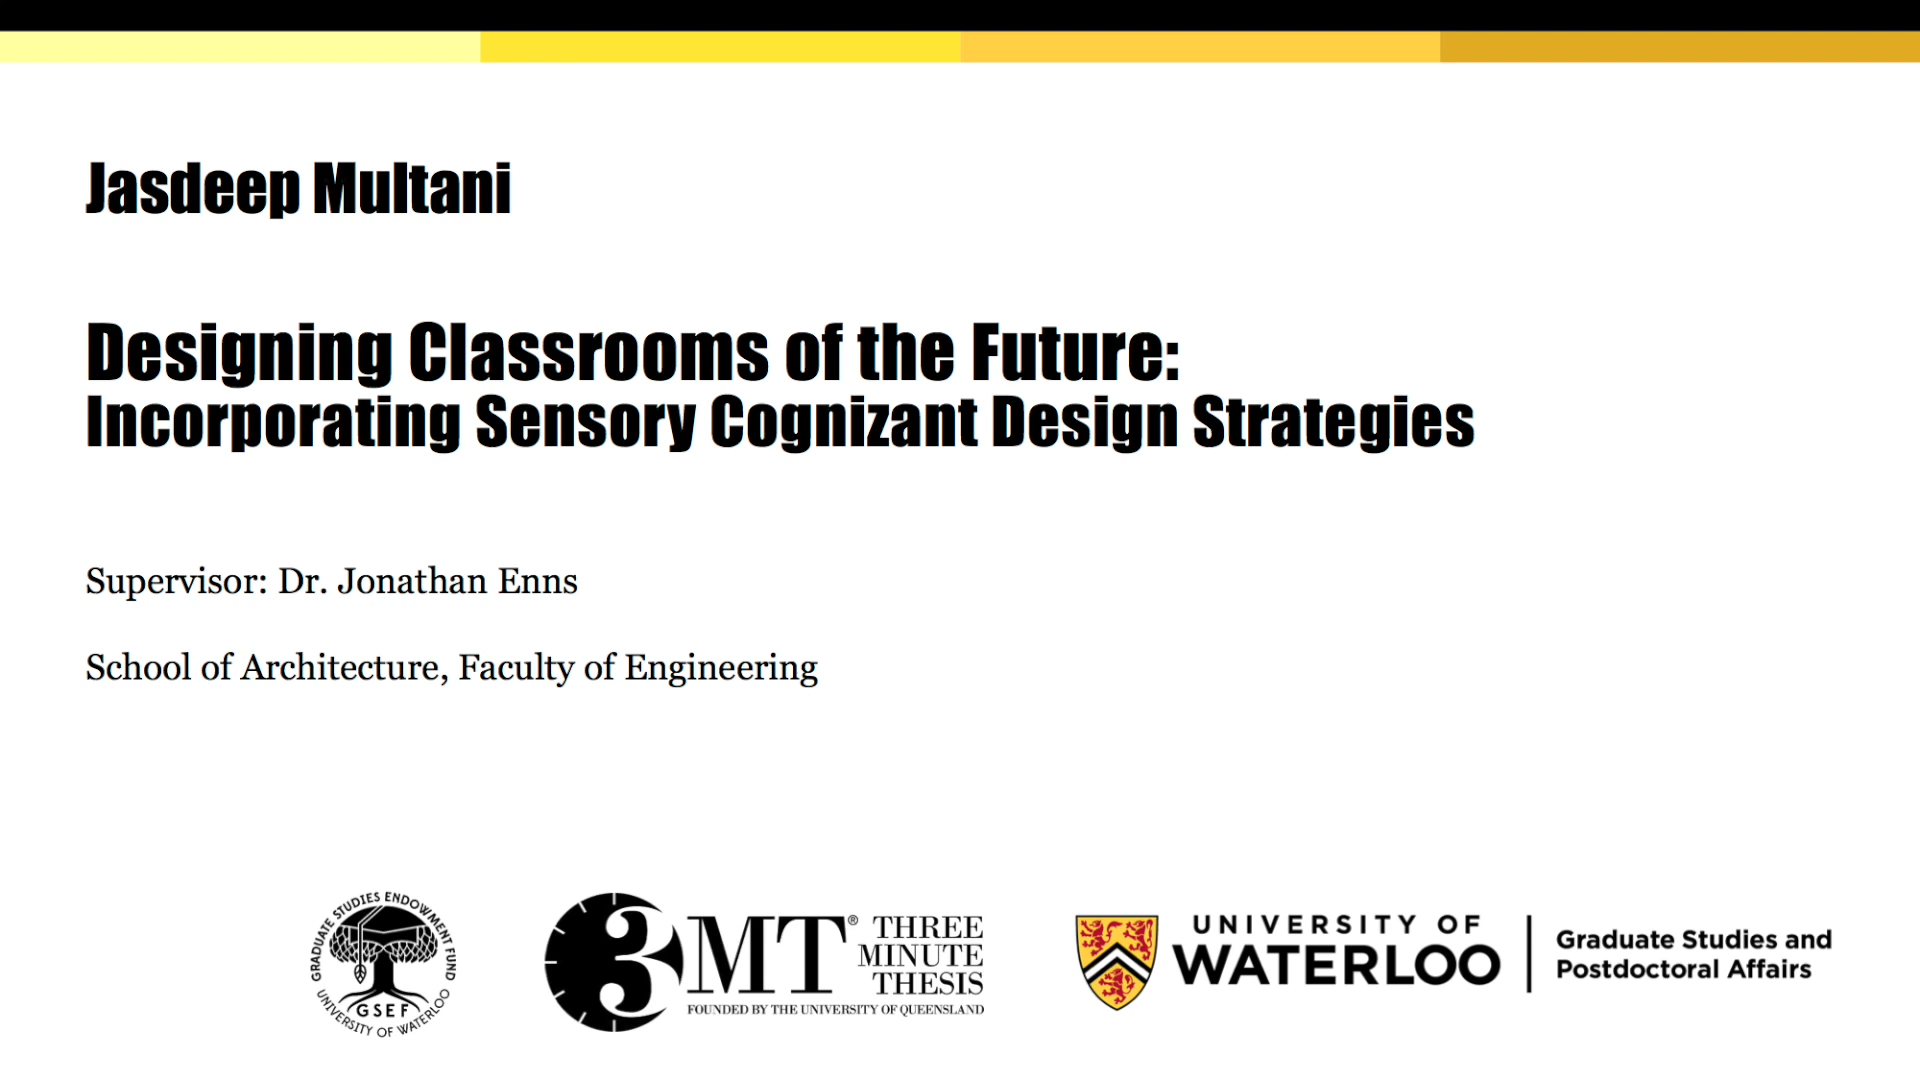 Jasdeep Multani
Designing Classrooms of the Future:
Incorporating Sensory Cognizant Design Strategies
Supervisor: Dr. Jonathan Enns
School of Architecture, Faculty of Engineering
GRADUATE STUDIES ENDOWMENT FUND
GSEF
UNIVERSITY OF WATERLOO
3MT® THREE
MINUTE
THESIS
FOUNDED BY THE UNIVERSITY OF QUEENSLAND
UNIVERSITY OF
WATERLOO
Graduate Studies and
Postdoctoral Affairs